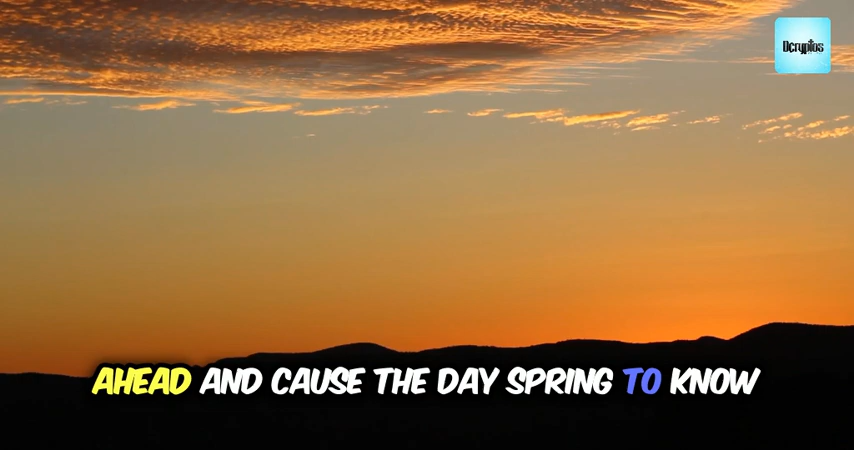 Dcryptos
AHEAD AND CAUSE THE DAY SPRING TO KNOW